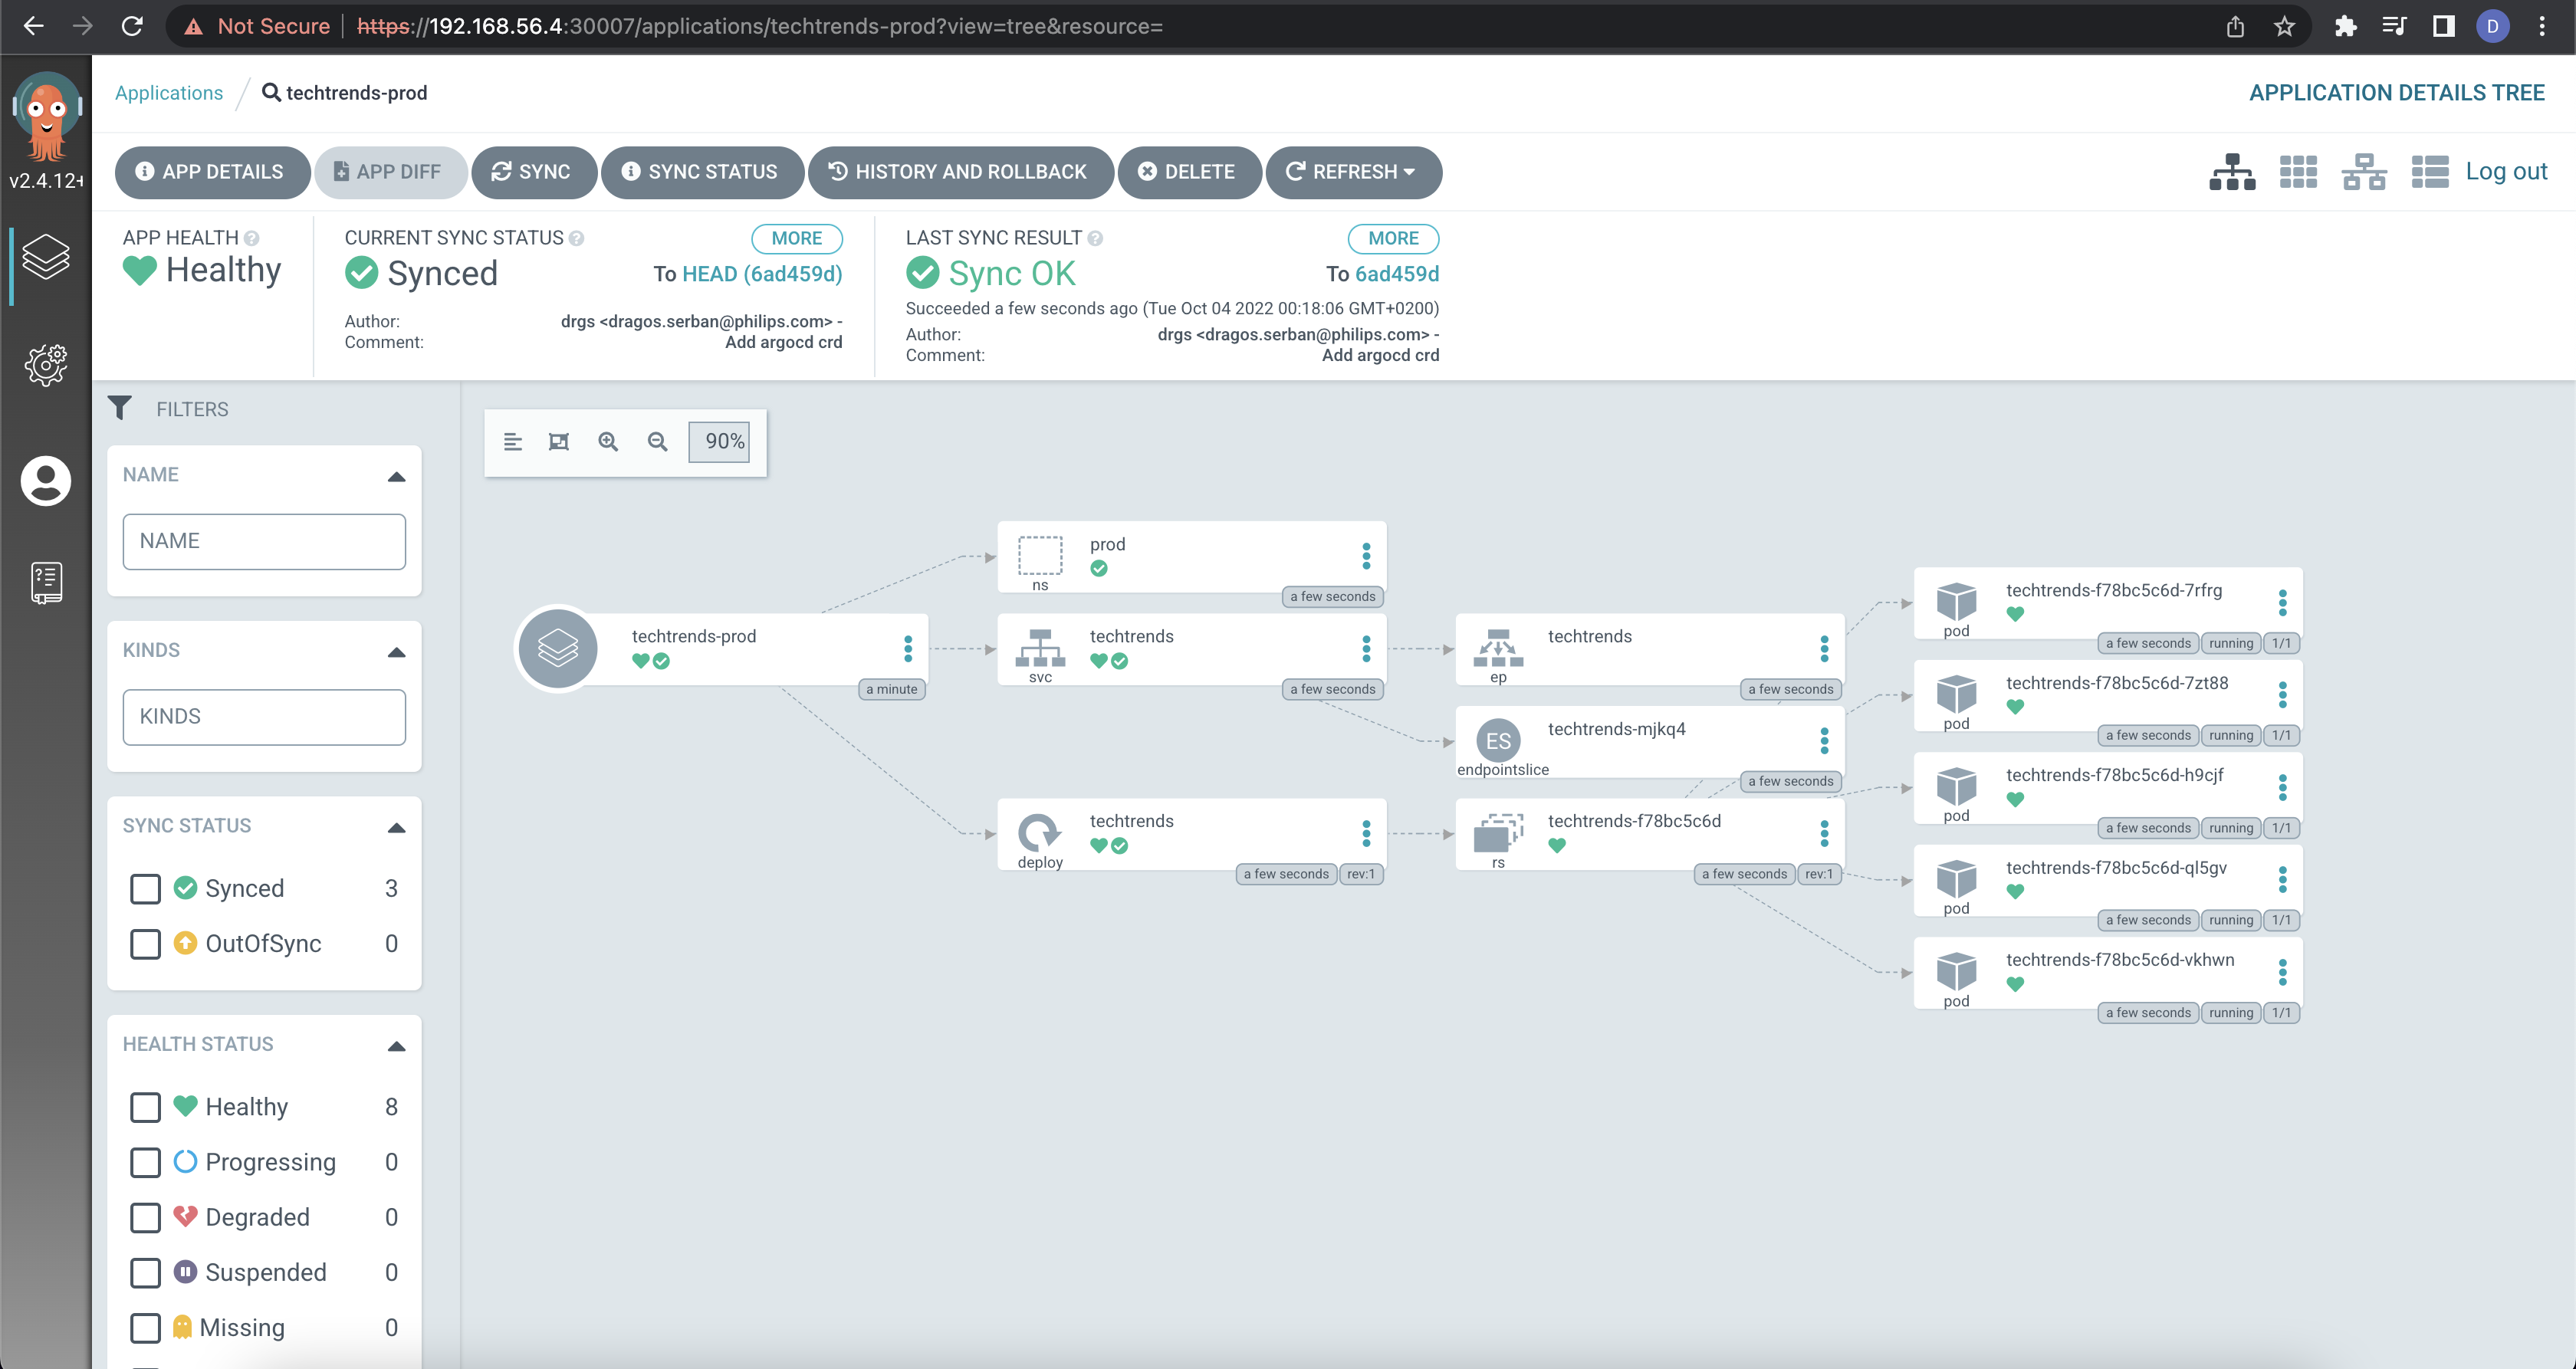 Not Secure https://192.168.56.4:30007/applications/techtrends-prod?view=tree&resource= D
v2.4.12+
Applications / techtrends-prod
APPLICATION DETAILS TREE
APP DETAILS APP DIFF SYNC SYNC STATUS HISTORY AND ROLLBACK DELETE REFRESH
Log out
APP HEALTH
Healthy
CURRENT SYNC STATUS MORE
Synced To HEAD (6ad459d)
Author: drgs <dragos.serban@philips.com> -
Comment: Add argocd crd
LAST SYNC RESULT MORE
Sync OK To 6ad459d
Succeeded a few seconds ago (Tue Oct 04 2022 00:18:06 GMT+0200)
Author: drgs <dragos.serban@philips.com> -
Comment: Add argocd crd
FILTERS
NAME
NAME
KINDS
KINDS
SYNC STATUS
Synced 3
OutOfSync 0
HEALTH STATUS
Healthy 8
Progressing 0
Degraded 0
Suspended 0
Missing 0
90%
techtrends-prod
a minute
prod
ns
a few seconds
techtrends
svc
a few seconds
techtrends
deploy
a few seconds rev:1
techtrends
ep
a few seconds
ES
techtrends-mjkq4
endpointslice
a few seconds
techtrends-f78bc5c6d
rs
a few seconds rev:1
techtrends-f78bc5c6d-7rfrg
pod
a few seconds running 1/1
techtrends-f78bc5c6d-7zt88
pod
a few seconds running 1/1
techtrends-f78bc5c6d-h9cjf
pod
a few seconds running 1/1
techtrends-f78bc5c6d-ql5gv
pod
a few seconds running 1/1
techtrends-f78bc5c6d-vkhwn
pod
a few seconds running 1/1